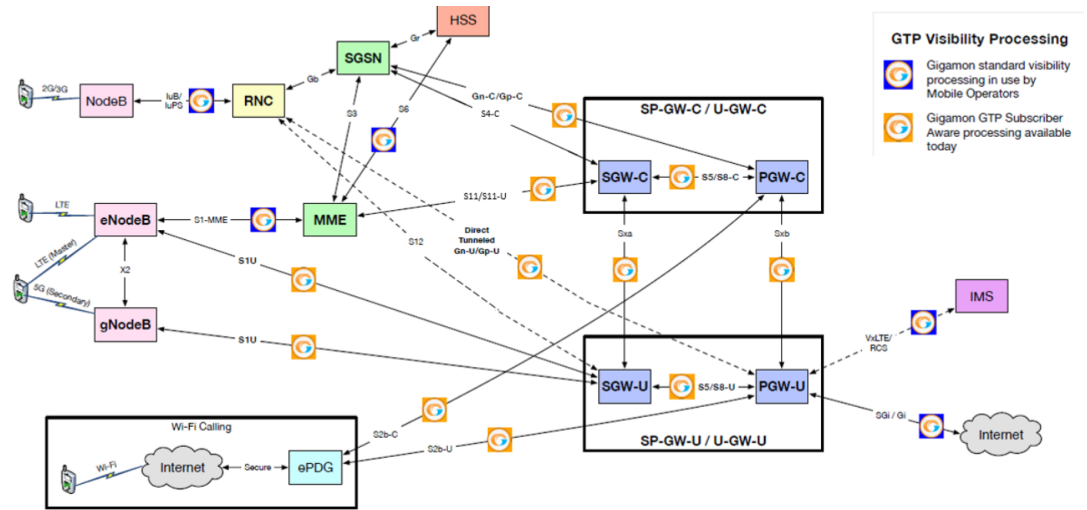 HSS
GTP Visibility Processing
Gigamon standard visibility
processing in use by
Mobile Operators
Gigamon GTP Subscriber
Aware processing available
today
Gr
SGSN
Gb
2G/3G
NodeB
IuB/
IuPS
RNC
Gn-C/Gp-C
S4-C
S3
S6
SP-GW-C / U-GW-C
SGW-C
S5/S8-C
PGW-C
S11/S11-U
LTE
eNodeB
S1-MME
MME
S12
Direct
Tunneled
Gn-U/Gp-U
Sxa
Sxb
LTE (Master)
X2
S1U
5G (Secondary)
gNodeB
S1U
IMS
VxLTE/
RCS
SGW-U
S5/S8-U
PGW-U
SGi / Gi
Internet
SP-GW-U / U-GW-U
S2b-C
S2b-U
Wi-Fi Calling
Wi-Fi
Internet
Secure
ePDG